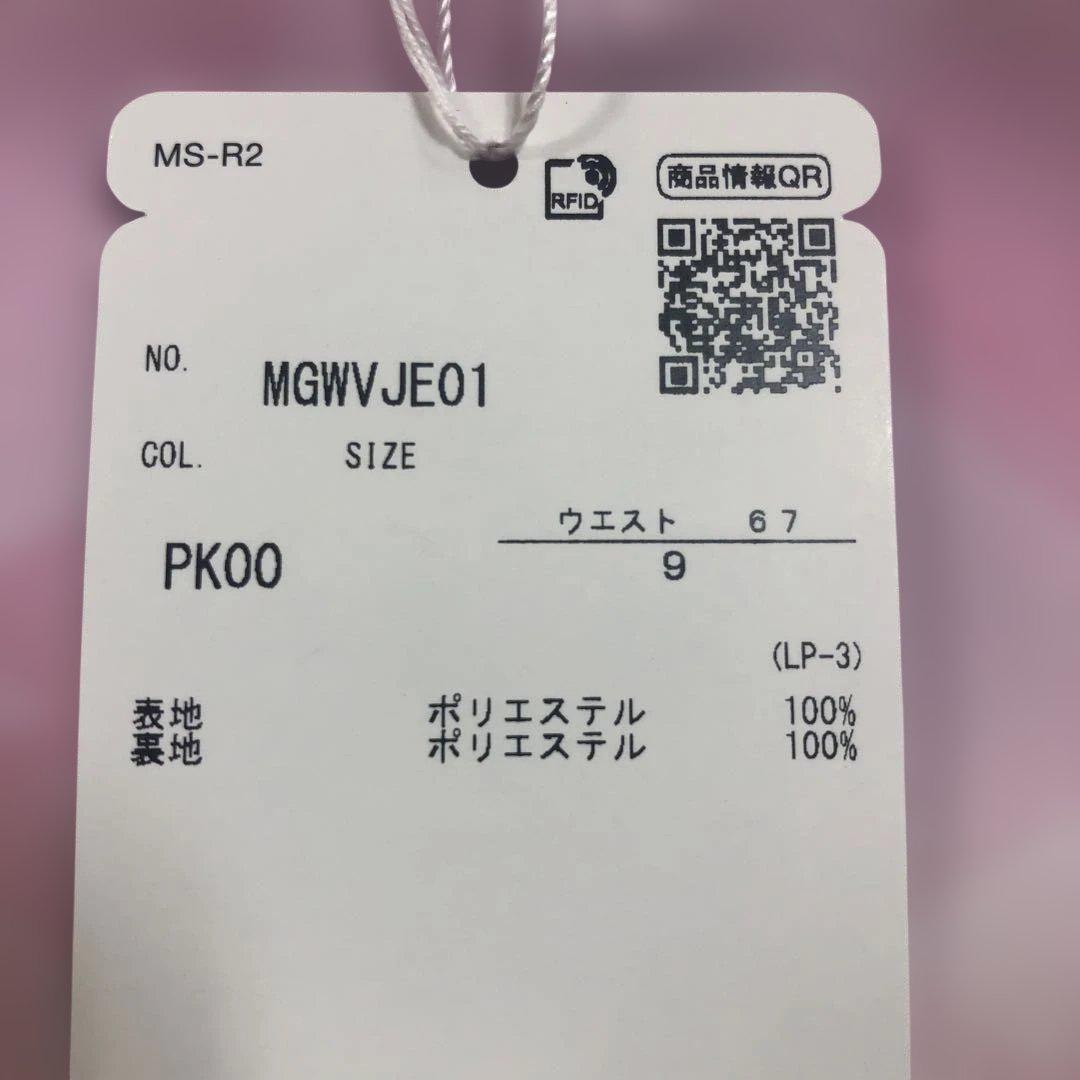 MS-R2
RFID
商品情報QR
NO.
MGWVJE01
COL. SIZE
ウエスト 67
PK00
9
(LP-3)
表地 ポリエステル 100%
裏地 ポリエステル 100%